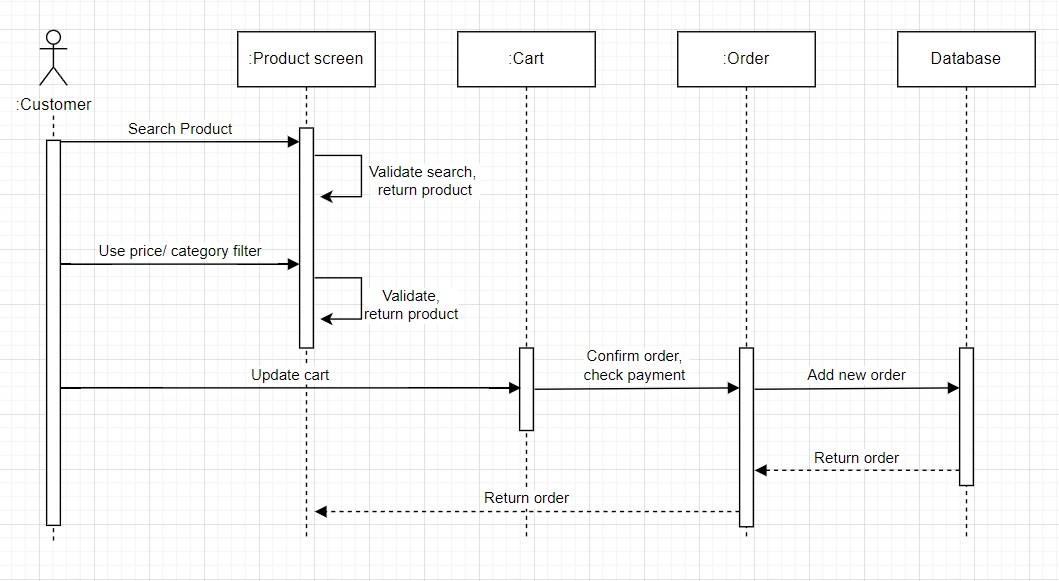 :Product screen
:Cart
:Order
Database
:Customer
Search Product
Validate search,
return product
Use price/ category filter
Validate,
return product
Confirm order,
check payment
Update cart
Add new order
Return order
Return order